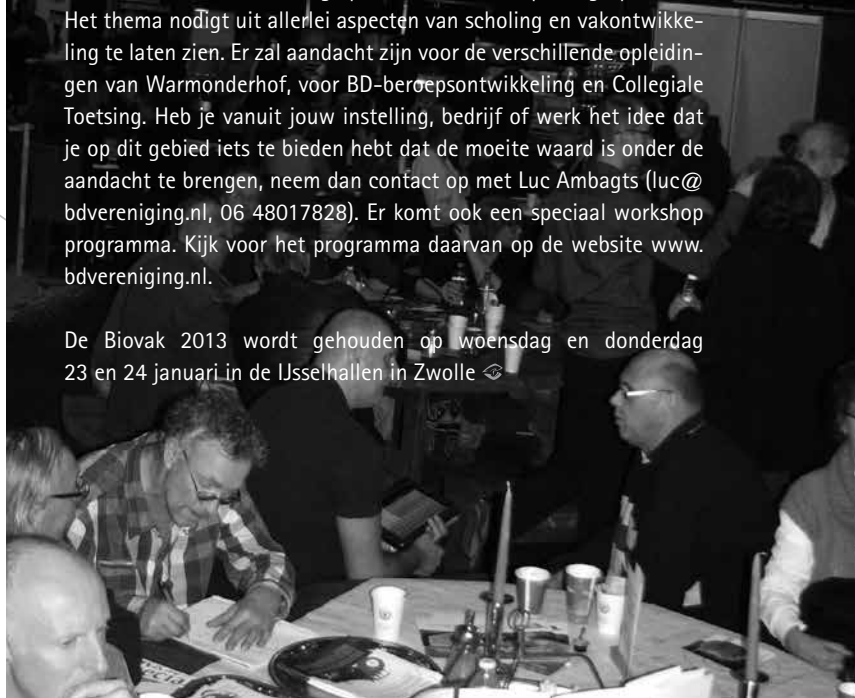 Het thema nodigt uit allerlei aspecten van scholing en vakontwikke-
ling te laten zien. Er zal aandacht zijn voor de verschillende opleidin-
gen van Warmonderhof, voor BD-beroepsontwikkeling en Collegiale
Toetsing. Heb je vanuit jouw instelling, bedrijf of werk het idee dat
je op dit gebied iets te bieden hebt dat de moeite waard is onder de
aandacht te brengen, neem dan contact op met Luc Ambagts (luc@
bdvereniging.nl, 06 48017828). Er komt ook een speciaal workshop
programma. Kijk voor het programma daarvan op de website www.
bdvereniging.nl.
De Biovak 2013 wordt gehouden op woensdag en donderdag
23 en 24 januari in de IJsselhallen in Zwolle